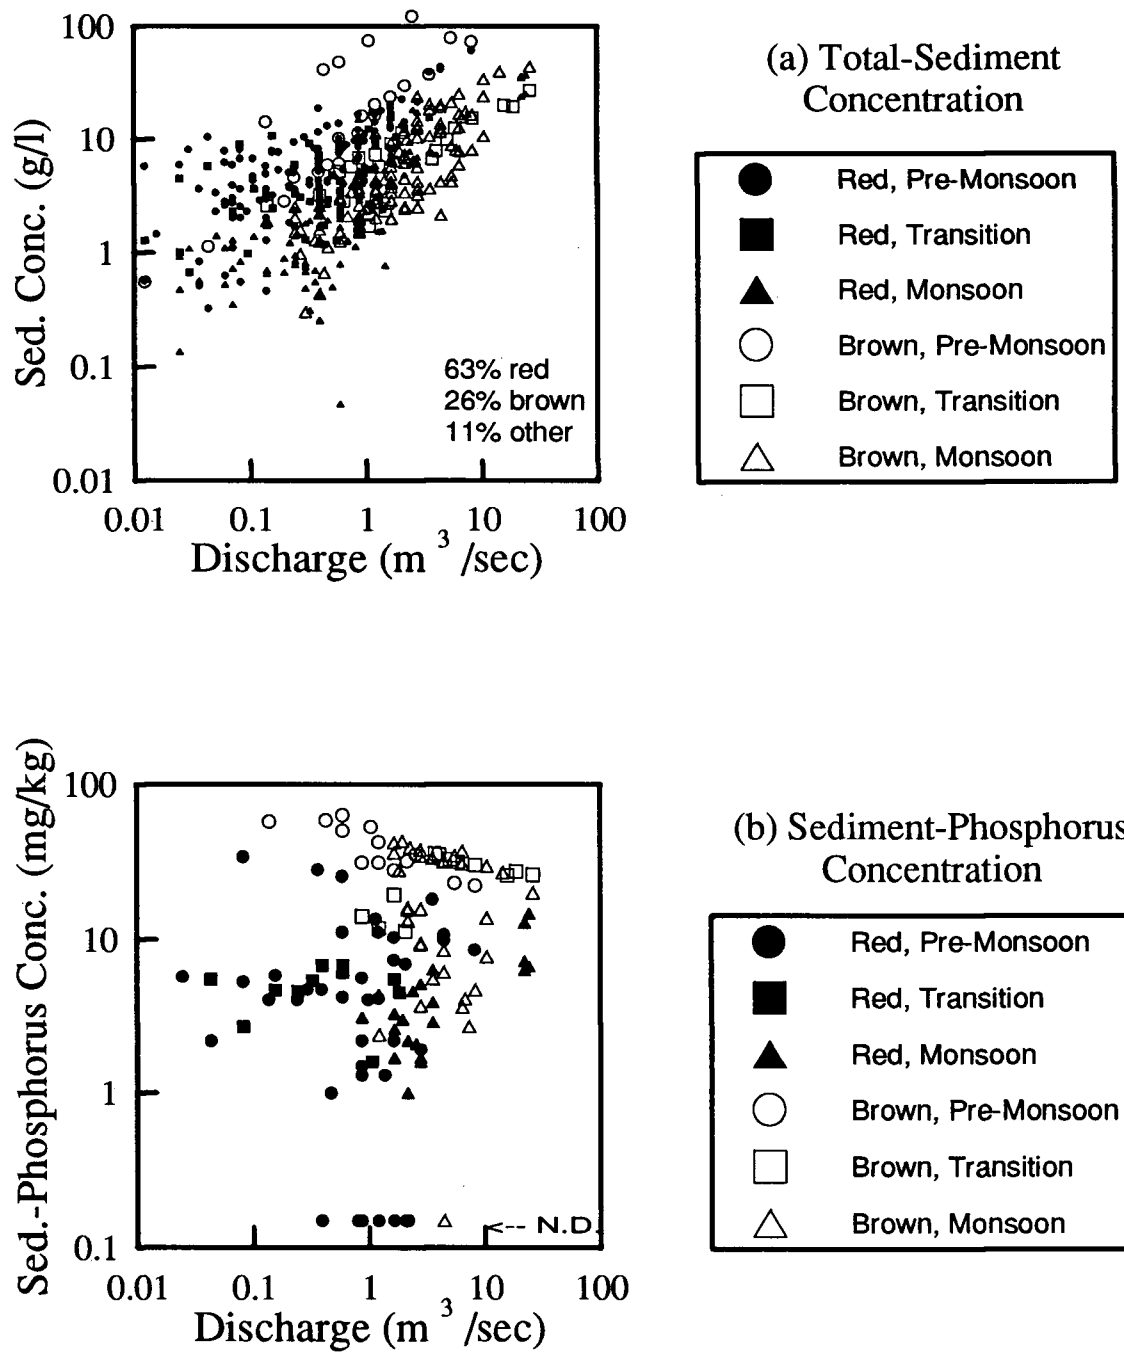 100
10
1
0.1
0.01
Sed. Conc. (g/l)
63% red
26% brown
11% other
0.01
0.1
1
10
100
Discharge (m 3 /sec)
(a) Total-Sediment
Concentration
Red, Pre-Monsoon
Red, Transition
Red, Monsoon
Brown, Pre-Monsoon
Brown, Transition
Brown, Monsoon
100
10
1
0.1
Sed.-Phosphorus Conc. (mg/kg)
<-- N.D.
0.01
0.1
1
10
100
Discharge (m 3 /sec)
(b) Sediment-Phosphorus
Concentration
Red, Pre-Monsoon
Red, Transition
Red, Monsoon
Brown, Pre-Monsoon
Brown, Transition
Brown, Monsoon